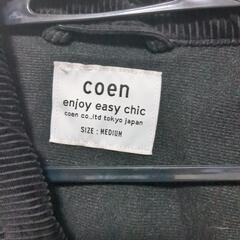 coen
enjoy easy chic
coen co.,ltd tokyo japan
SIZE : MEDIUM